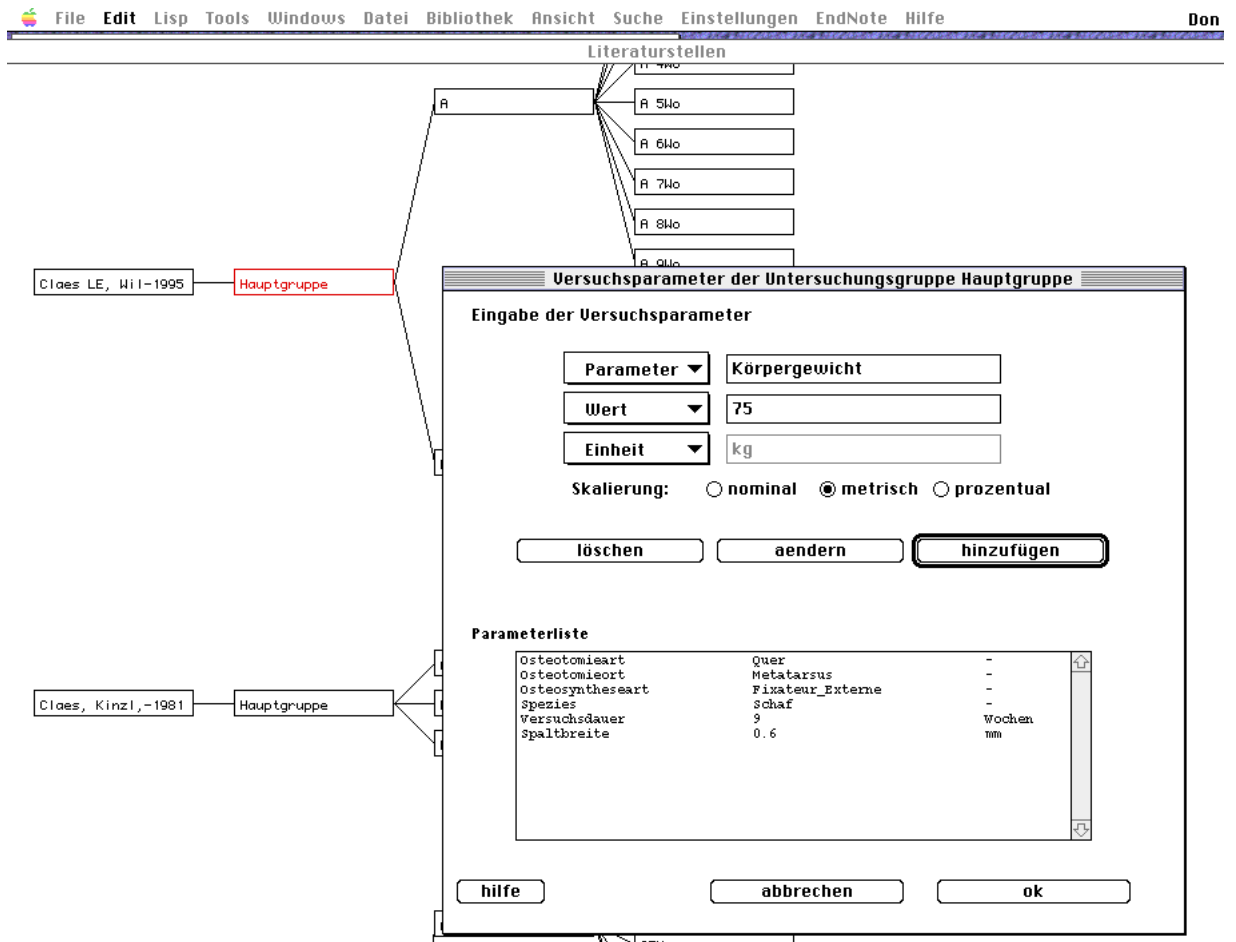 File Edit Lisp Tools Windows Datei Bibliothek Ansicht Suche Einstellungen EndNote Hilfe Don
Literaturstellen
A 4Wo
A
A 5Wo
A 6Wo
A 7Wo
A 8Wo
A 9Wo
Claes LE, Wil-1995
Hauptgruppe
Versuchsparameter der Untersuchungsgruppe Hauptgruppe
Eingabe der Versuchsparameter
Parameter Körpergewicht
Wert 75
Einheit kg
Skalierung: nominal metrisch prozentual
löschen aendern hinzufügen
Parameterliste
Osteotomieart Quer -
Osteotomieort Metatarsus -
Osteosyntheseart Fixateur_Externe -
Spezies Schaf -
Versuchsdauer 9 Wochen
Spaltbreite 0.6 mm
Claes, Kinzl,-1981
Hauptgruppe
hilfe abbrechen ok